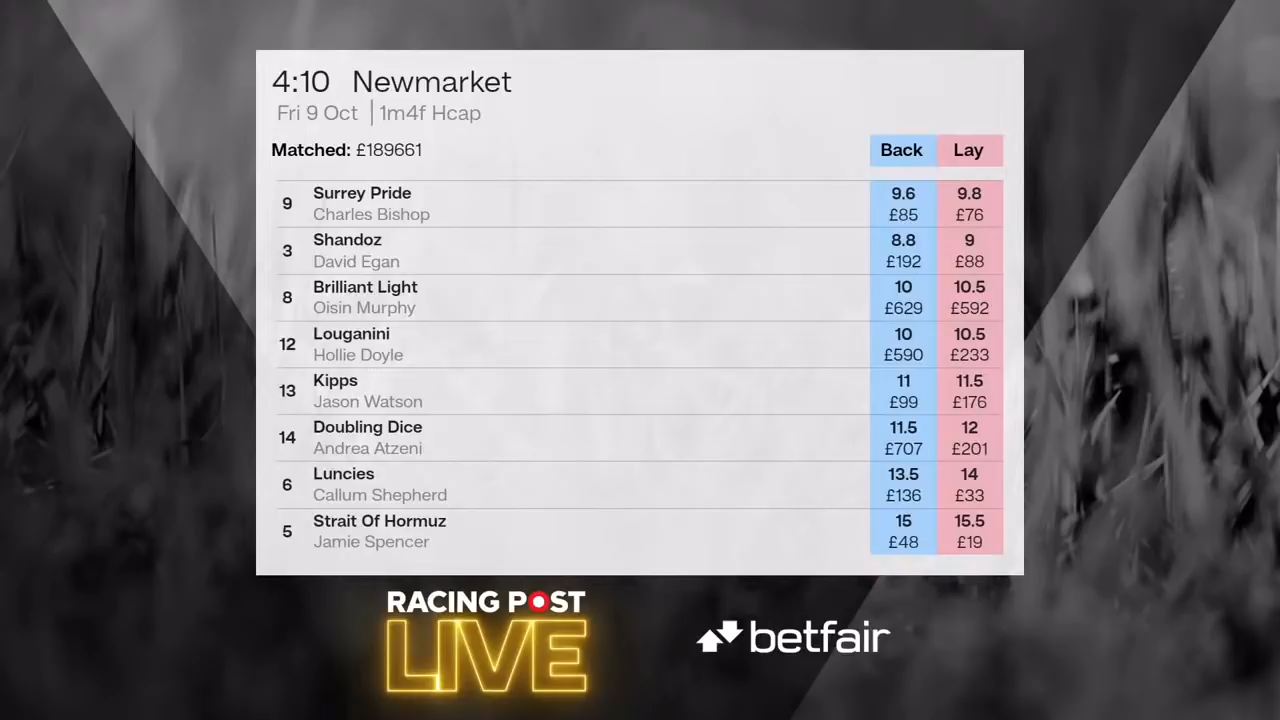 4:10 Newmarket
Fri 9 Oct | 1m4f Hcap
Matched: £189661 Back Lay
9 Surrey Pride 9.6 9.8
Charles Bishop £85 £76
3 Shandoz 8.8 9
David Egan £192 £88
8 Brilliant Light 10 10.5
Oisin Murphy £629 £592
12 Louganini 10 10.5
Hollie Doyle £590 £233
13 Kipps 11 11.5
Jason Watson £99 £176
14 Doubling Dice 11.5 12
Andrea Atzeni £707 £201
6 Luncies 13.5 14
Callum Shepherd £136 £33
5 Strait Of Hormuz 15 15.5
Jamie Spencer £48 £19
RACING POST
LIVE
betfair